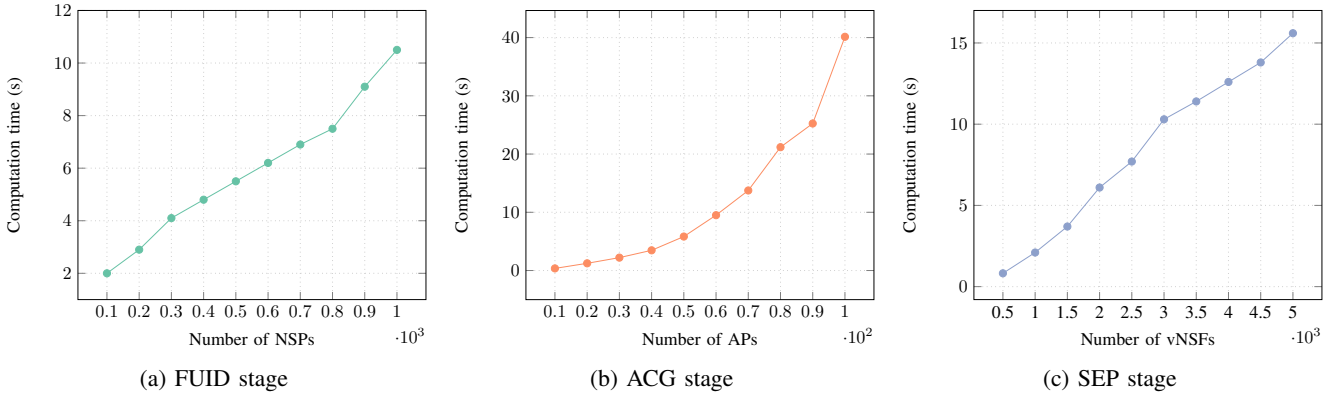 12
10
8
6
4
2
Computation time (s)
0.1 0.2 0.3 0.4 0.5 0.6 0.7 0.8 0.9 1
·10³
Number of NSPs
(a) FUID stage
40
30
20
10
0
Computation time (s)
0.1 0.2 0.3 0.4 0.5 0.6 0.7 0.8 0.9 1
·10²
Number of APs
(b) ACG stage
15
10
5
0
Computation time (s)
0.5 1 1.5 2 2.5 3 3.5 4 4.5 5
·10³
Number of vNSFs
(c) SEP stage